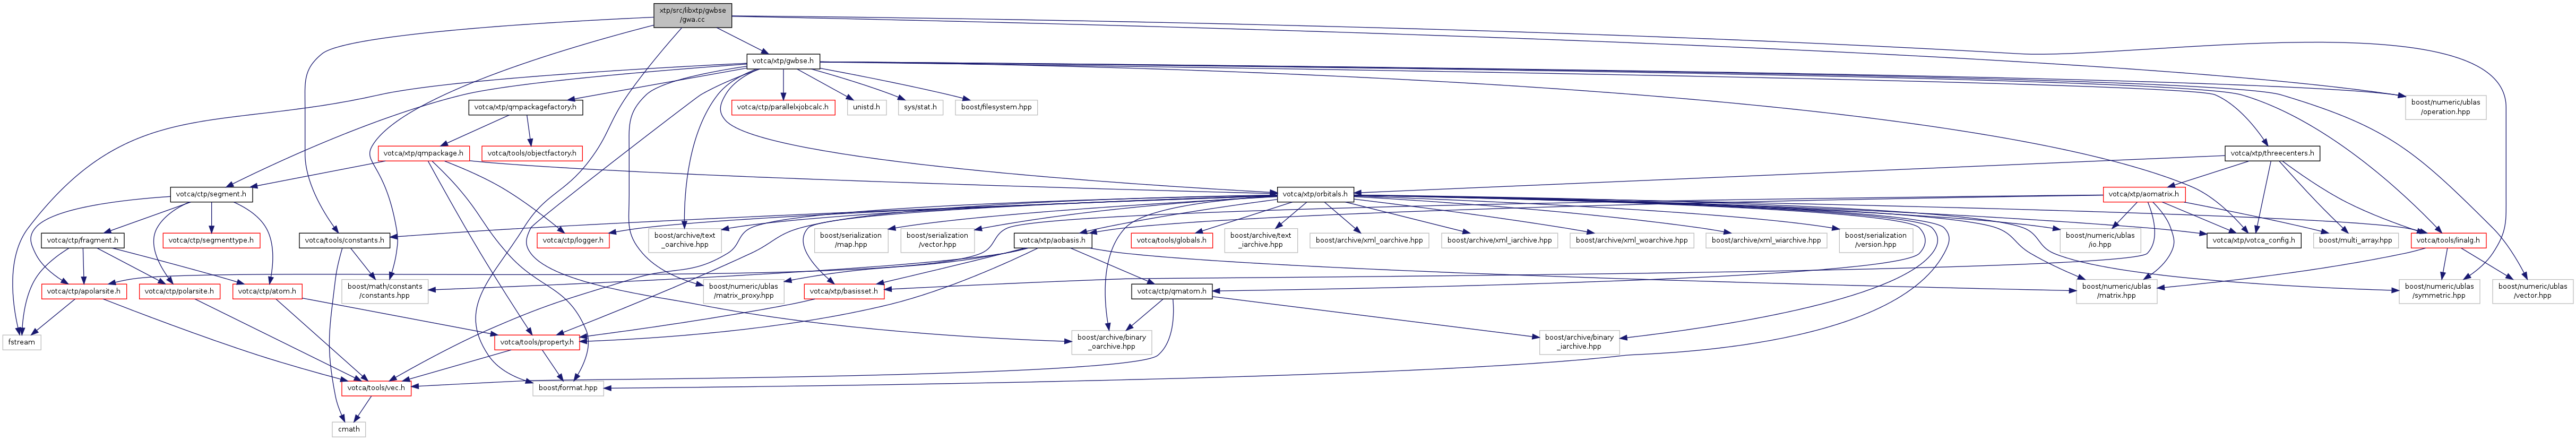 xtp/src/libxtp/gwbse
/gwa.cc
votca/xtp/gwbse.h
votca/xtp/qmpackagefactory.h
votca/ctp/parallelxjobcalc.h
unistd.h
sys/stat.h
boost/filesystem.hpp
boost/numeric/ublas
/operation.hpp
votca/xtp/qmpackage.h
votca/tools/objectfactory.h
votca/xtp/threecenters.h
votca/ctp/segment.h
votca/xtp/orbitals.h
votca/xtp/aomatrix.h
votca/ctp/fragment.h
votca/ctp/segmenttype.h
votca/tools/constants.h
votca/ctp/logger.h
boost/archive/text
_oarchive.hpp
boost/serialization
/map.hpp
boost/serialization
/vector.hpp
votca/xtp/aobasis.h
votca/tools/globals.h
boost/archive/text
_iarchive.hpp
boost/archive/xml_oarchive.hpp
boost/archive/xml_iarchive.hpp
boost/archive/xml_woarchive.hpp
boost/archive/xml_wiarchive.hpp
boost/serialization
/version.hpp
boost/numeric/ublas
/io.hpp
votca/xtp/votca_config.h
boost/multi_array.hpp
votca/tools/linalg.h
votca/ctp/apolarsite.h
votca/ctp/polarsite.h
votca/ctp/atom.h
boost/math/constants
/constants.hpp
boost/numeric/ublas
/matrix_proxy.hpp
votca/xtp/basisset.h
votca/ctp/qmatom.h
boost/numeric/ublas
/matrix.hpp
boost/numeric/ublas
/symmetric.hpp
boost/numeric/ublas
/vector.hpp
fstream
votca/tools/property.h
boost/archive/binary
_oarchive.hpp
boost/archive/binary
_iarchive.hpp
votca/tools/vec.h
boost/format.hpp
cmath